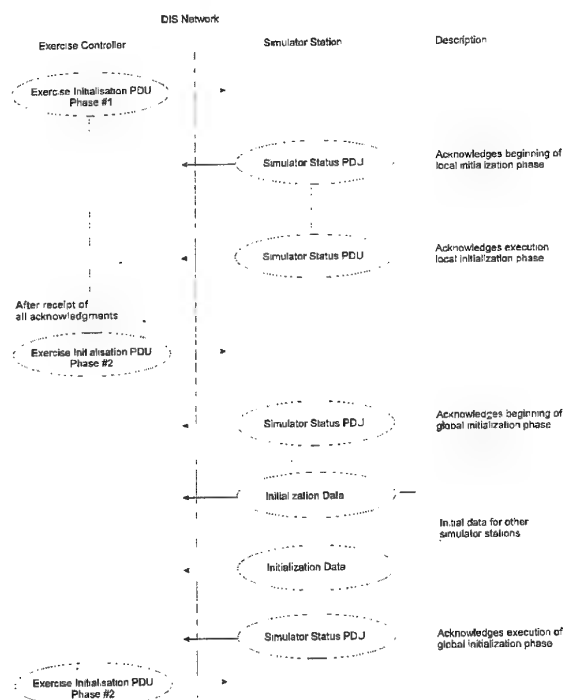 DIS Network
Exercise Controller
Simulator Station
Description
Exercise Initialisation PDU
Phase #1
Simulator Status PDU
Acknowledges beginning of
local initialization phase
Simulator Status PDU
Acknowledges execution
local initialization phase
After receipt of
all acknowledgments
Exercise Initialisation PDU
Phase #2
Simulator Status PDU
Acknowledges beginning of
global initialization phase
Initialization Data
Initial data for other
simulator stations
Initialization Data
Simulator Status PDU
Acknowledges execution of
global initialization phase
Exercise Initialisation PDU
Phase #2